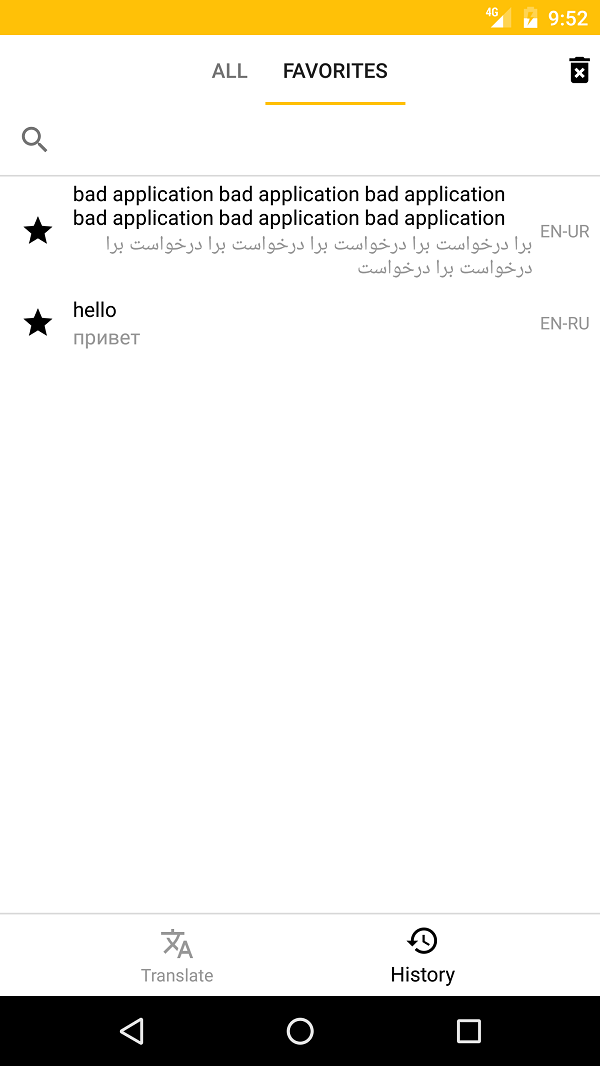 4G 9:52
ALL FAVORITES
bad application bad application bad application
bad application bad application bad application
برا درخواست برا درخواست برا درخواست برا درخواست برا
درخواست برا درخواست
EN-UR
hello
привет
EN-RU
Translate History